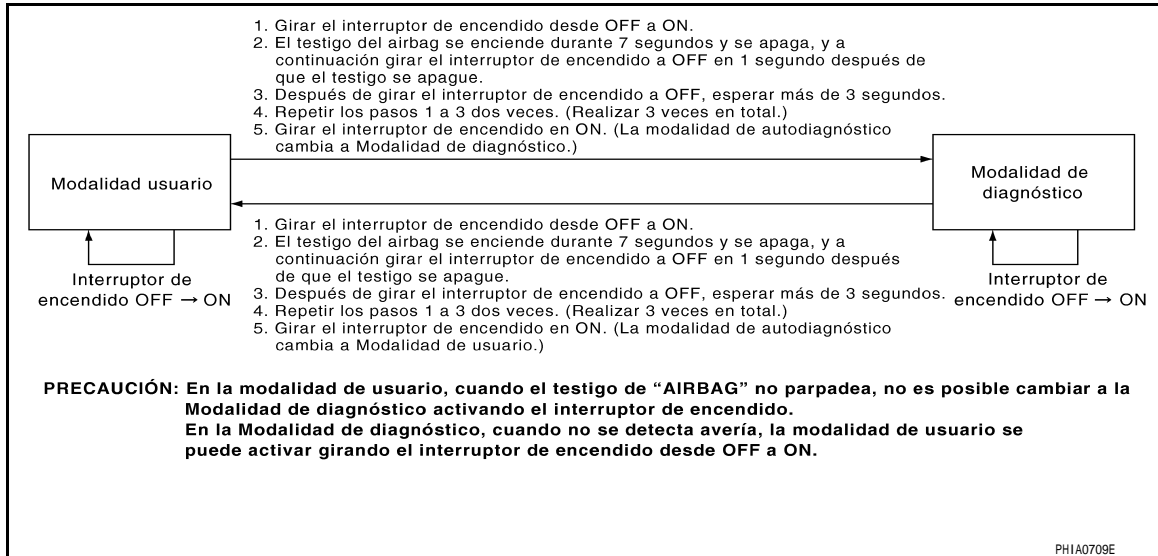 1. Girar el interruptor de encendido desde OFF a ON.
2. El testigo del airbag se enciende durante 7 segundos y se apaga, y a
continuación girar el interruptor de encendido a OFF en 1 segundo después de
que el testigo se apague.
3. Después de girar el interruptor de encendido a OFF, esperar más de 3 segundos.
4. Repetir los pasos 1 a 3 dos veces. (Realizar 3 veces en total.)
5. Girar el interruptor de encendido en ON. (La modalidad de autodiagnóstico
cambia a Modalidad de diagnóstico.)
Modalidad usuario
Modalidad de
diagnóstico
1. Girar el interruptor de encendido desde OFF a ON.
2. El testigo del airbag se enciende durante 7 segundos y se apaga, y a
continuación girar el interruptor de encendido a OFF en 1 segundo después
de que el testigo se apague.
3. Después de girar el interruptor de encendido a OFF, esperar más de 3 segundos.
4. Repetir los pasos 1 a 3 dos veces. (Realizar 3 veces en total.)
5. Girar el interruptor de encendido en ON. (La modalidad de autodiagnóstico
cambia a Modalidad de usuario.)
Interruptor de
encendido OFF → ON
Interruptor de
encendido OFF → ON
PRECAUCIÓN: En la modalidad de usuario, cuando el testigo de “AIRBAG” no parpadea, no es posible cambiar a la
Modalidad de diagnóstico activando el interruptor de encendido.
En la Modalidad de diagnóstico, cuando no se detecta avería, la modalidad de usuario se
puede activar girando el interruptor de encendido desde OFF a ON.
PHIA0709E